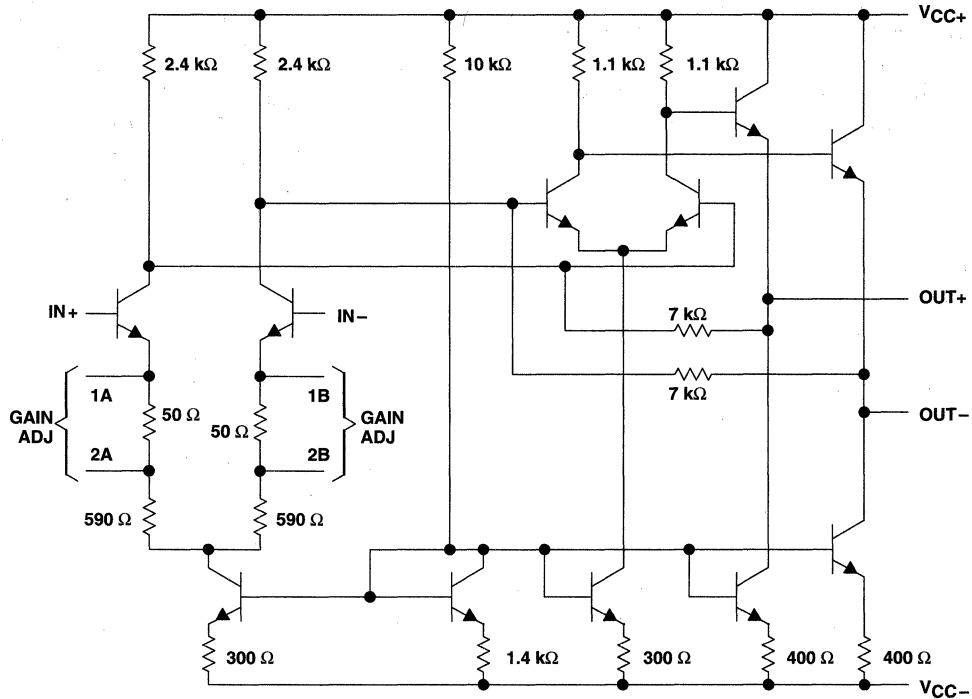 VCC+
2.4 kΩ
2.4 kΩ
10 kΩ
1.1 kΩ
1.1 kΩ
IN+
IN−
OUT+
7 kΩ
7 kΩ
OUT−
GAIN
ADJ
1A
50 Ω
2A
50 Ω
1B
2B
GAIN
ADJ
590 Ω
590 Ω
300 Ω
1.4 kΩ
300 Ω
400 Ω
400 Ω
VCC−